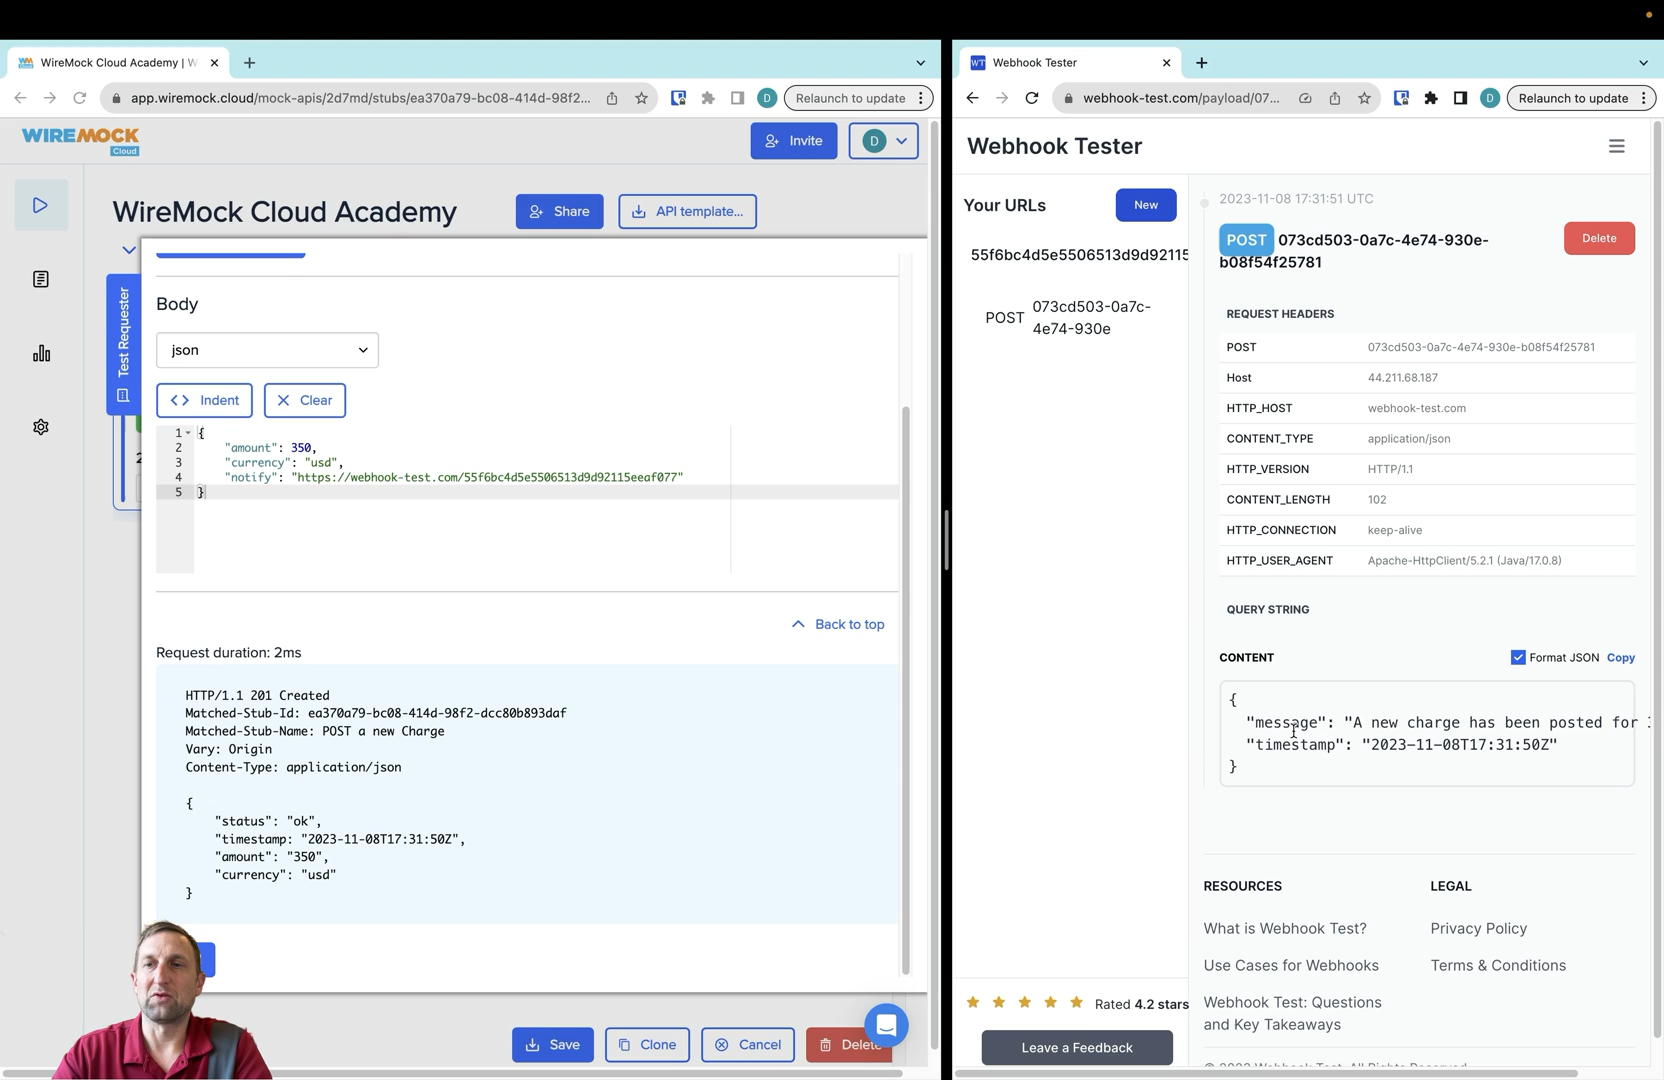 WireMock Cloud Academy | W
app.wiremock.cloud/mock-apis/2d7md/stubs/ea370a79-bc08-414d-98f2...
D
Relaunch to update
WIREMOCK
Cloud
Invite
D
WireMock Cloud Academy
Share
API template...
Test Requester
2
Body
json
Indent
Clear
1 {
2 "amount": 350,
3 "currency": "usd",
4 "notify": "https://webhook-test.com/55f6bc4d5e5506513d9d92115eeaf077"
5 }
Back to top
Request duration: 2ms
HTTP/1.1 201 Created
Matched-Stub-Id: ea370a79-bc08-414d-98f2-dcc80b893daf
Matched-Stub-Name: POST a new Charge
Vary: Origin
Content-Type: application/json
{
"status": "ok",
"timestamp: "2023-11-08T17:31:50Z",
"amount": "350",
"currency": "usd"
}
Save
Clone
Cancel
Delete
WT Webhook Tester
webhook-test.com/payload/07...
D
Relaunch to update
Webhook Tester
Your URLs
New
55f6bc4d5e5506513d9d92115
POST 073cd503-0a7c-
4e74-930e
Rated 4.2 stars
Leave a Feedback
2023-11-08 17:31:51 UTC
POST 073cd503-0a7c-4e74-930e-
b08f54f25781
Delete
REQUEST HEADERS
POST 073cd503-0a7c-4e74-930e-b08f54f25781
Host 44.211.68.187
HTTP_HOST webhook-test.com
CONTENT_TYPE application/json
HTTP_VERSION HTTP/1.1
CONTENT_LENGTH 102
HTTP_CONNECTION keep-alive
HTTP_USER_AGENT Apache-HttpClient/5.2.1 (Java/17.0.8)
QUERY STRING
CONTENT
Format JSON Copy
{
"message": "A new charge has been posted for
"timestamp": "2023-11-08T17:31:50Z"
}
RESOURCES
What is Webhook Test?
Use Cases for Webhooks
Webhook Test: Questions
and Key Takeaways
LEGAL
Privacy Policy
Terms & Conditions